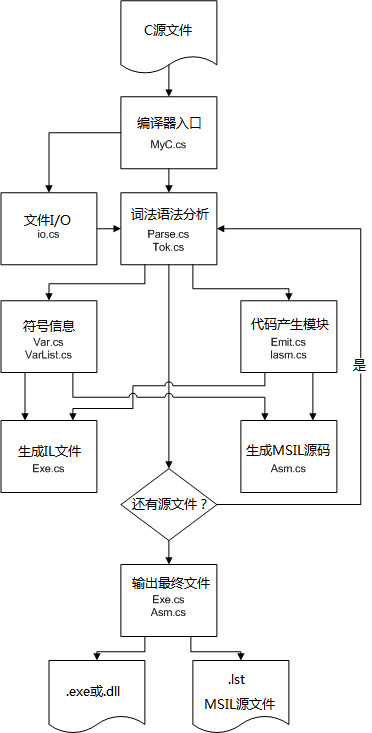 C源文件
编译器入口
MyC.cs
文件I/O
io.cs
词法语法分析
Parse.cs
Tok.cs
符号信息
Var.cs
VarList.cs
代码产生模块
Emit.cs
Iasm.cs
是
生成IL文件
Exe.cs
生成MSIL源码
Asm.cs
还有源文件？
输出最终文件
Exe.cs
Asm.cs
.exe或.dll
.lst
MSIL源文件